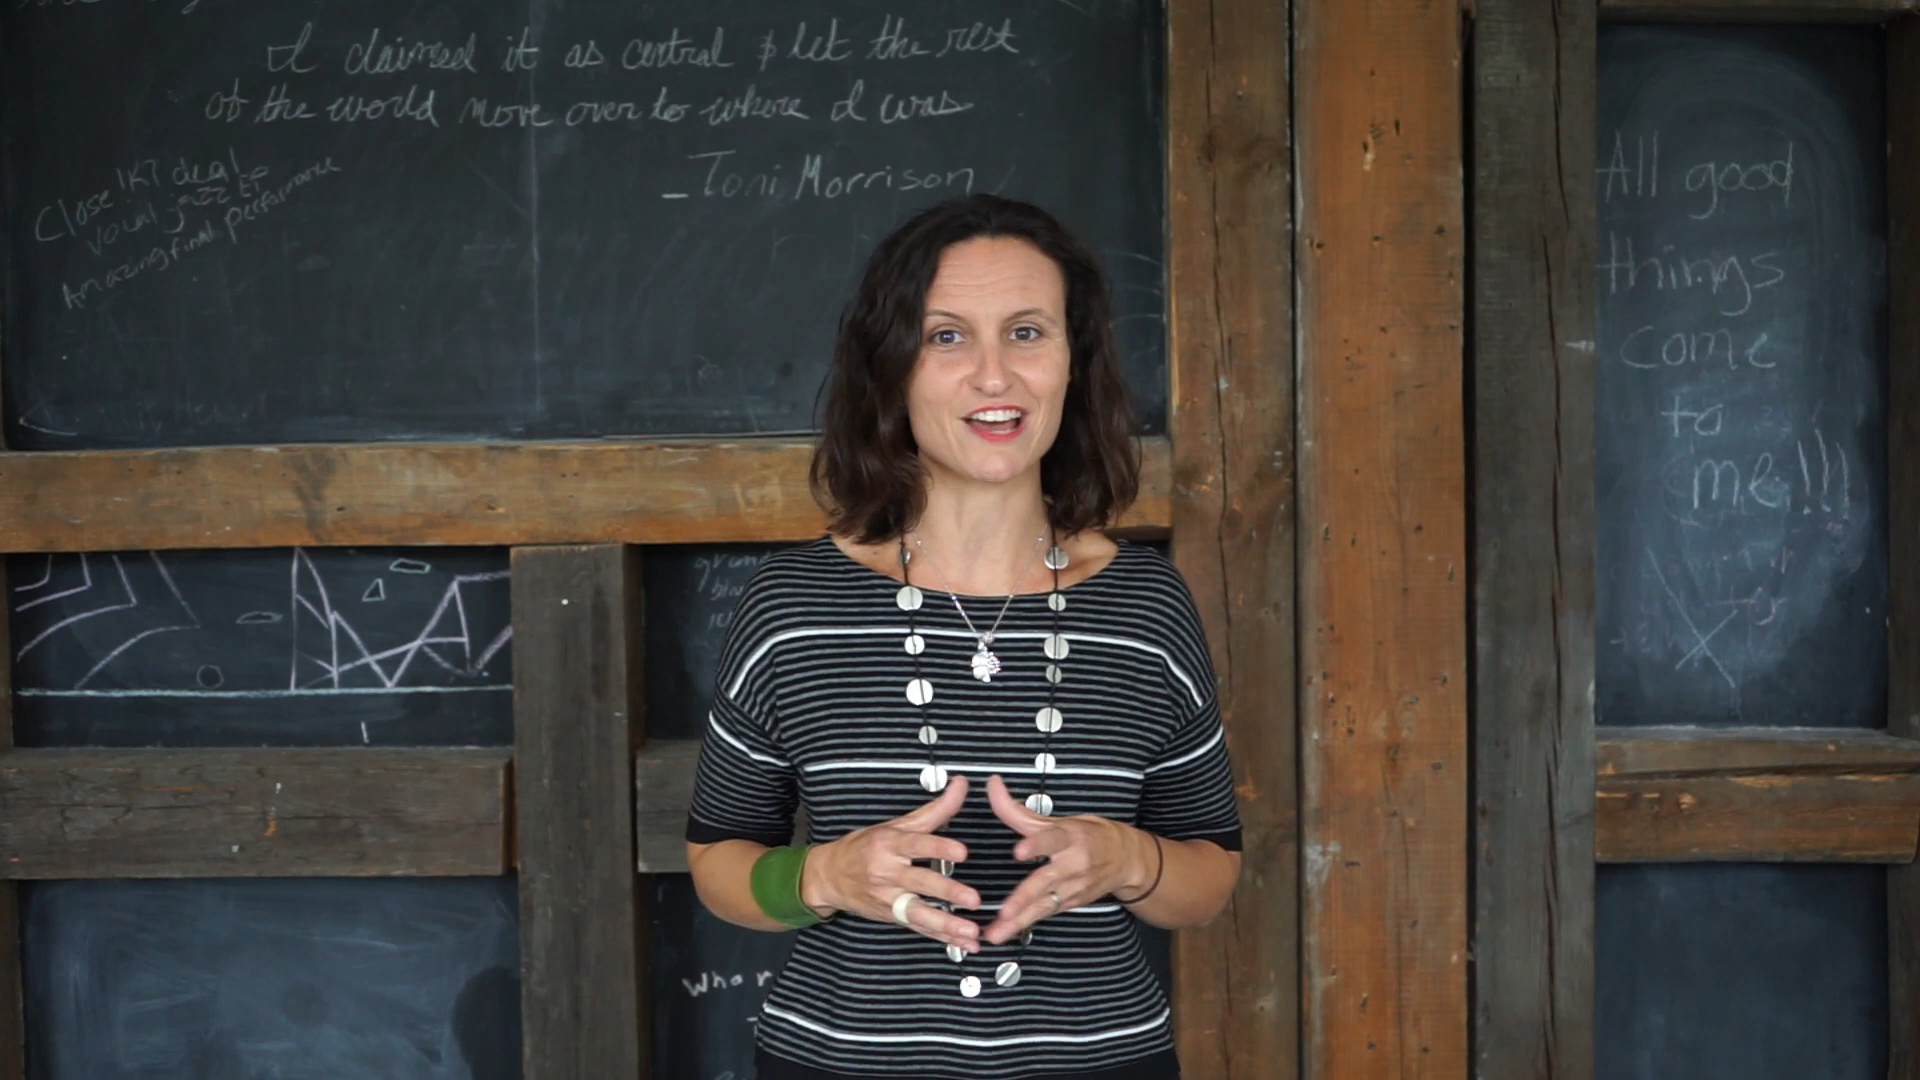 I claimed it as central & let the rest
of the world move over to where I was
_Toni Morrison
Close 1K7 deal
vocal jazz EP
Amazing final performance
All good
things
come
to
me!!!
Who